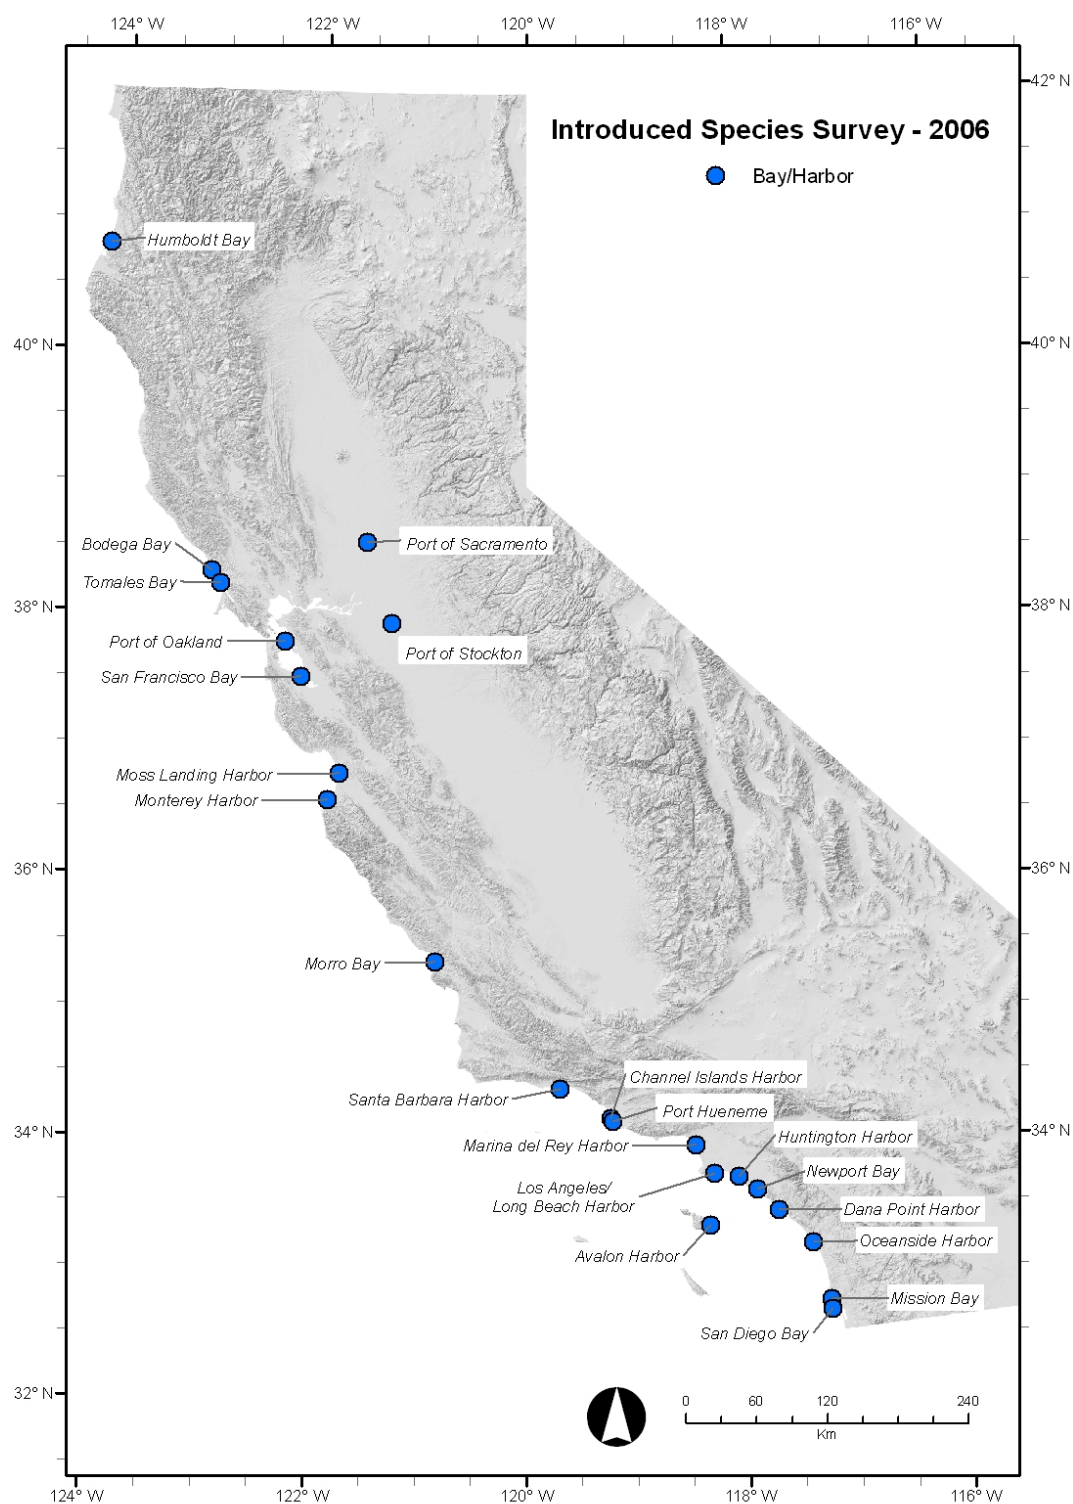 124° W 122° W 120° W 118° W 116° W
42° N
Introduced Species Survey - 2006
Bay/Harbor
Humboldt Bay
40° N 40° N
Bodega Bay
Port of Sacramento
Tomales Bay
38° N 38° N
Port of Oakland
Port of Stockton
San Francisco Bay
Moss Landing Harbor
Monterey Harbor
36° N 36° N
Morro Bay
Channel Islands Harbor
Santa Barbara Harbor
Port Hueneme
34° N 34° N
Huntington Harbor
Marina del Rey Harbor
Newport Bay
Los Angeles/
Long Beach Harbor
Dana Point Harbor
Oceanside Harbor
Avalon Harbor
Mission Bay
San Diego Bay
32° N
0 60 120 240
Km
124° W 122° W 120° W 118° W 116° W